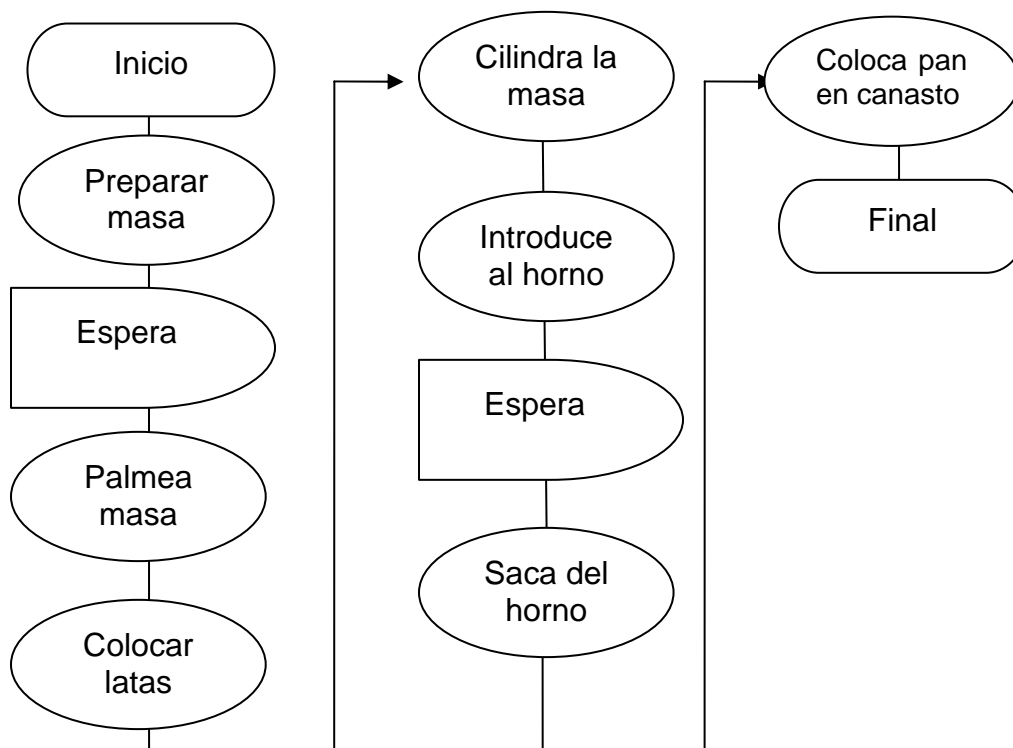 Inicio
Preparar
masa
Espera
Palmea
masa
Colocar
latas
Cilindra la
masa
Introduce
al horno
Espera
Saca del
horno
Coloca pan
en canasto
Final